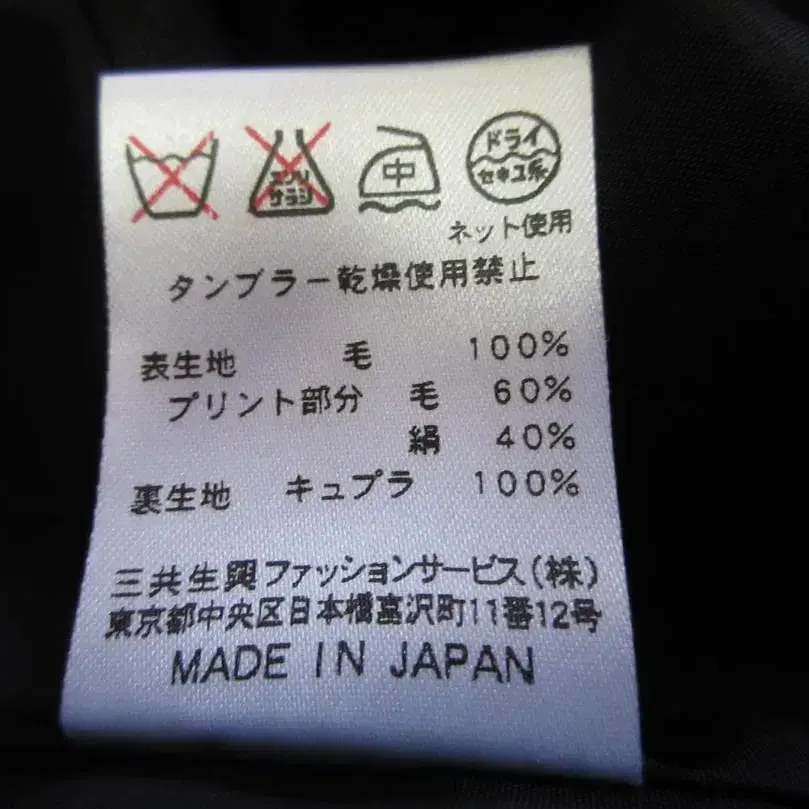 エンソ サラシ
中
ドライ セキユ系
ネット使用
タンブラー乾燥使用禁止
表生地 毛 100%
プリント部分 毛 60%
絹 40%
裏生地 キュプラ 100%
三共生興ファッションサービス(株)
東京都中央区日本橋富沢町11番12号
MADE IN JAPAN